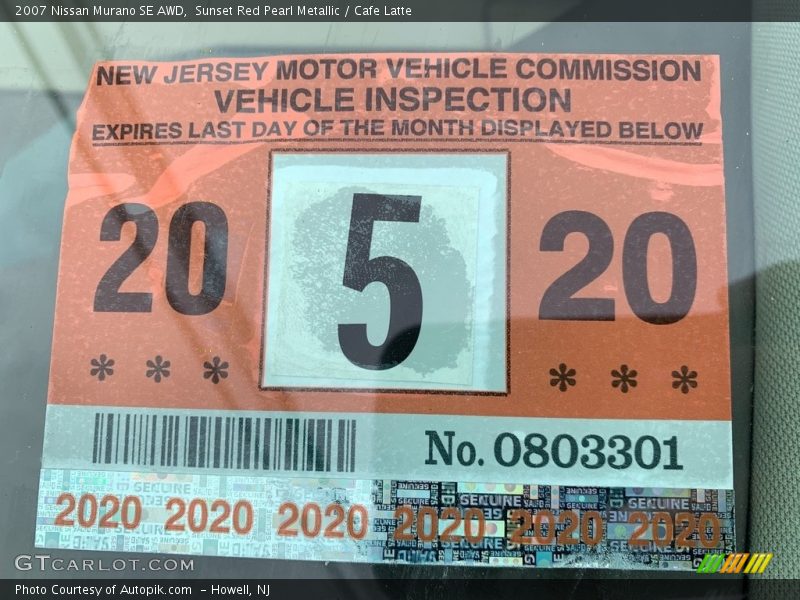 2007 Nissan Murano SE AWD, Sunset Red Pearl Metallic / Cafe Latte
NEW JERSEY MOTOR VEHICLE COMMISSION
VEHICLE INSPECTION
EXPIRES LAST DAY OF THE MONTH DISPLAYED BELOW
20 5 20
* * * * * *
No. 0803301
2020 2020 2020 2020 2020 2020
GTCARLOT.COM
Photo Courtesy of Autopik.com - Howell, NJ